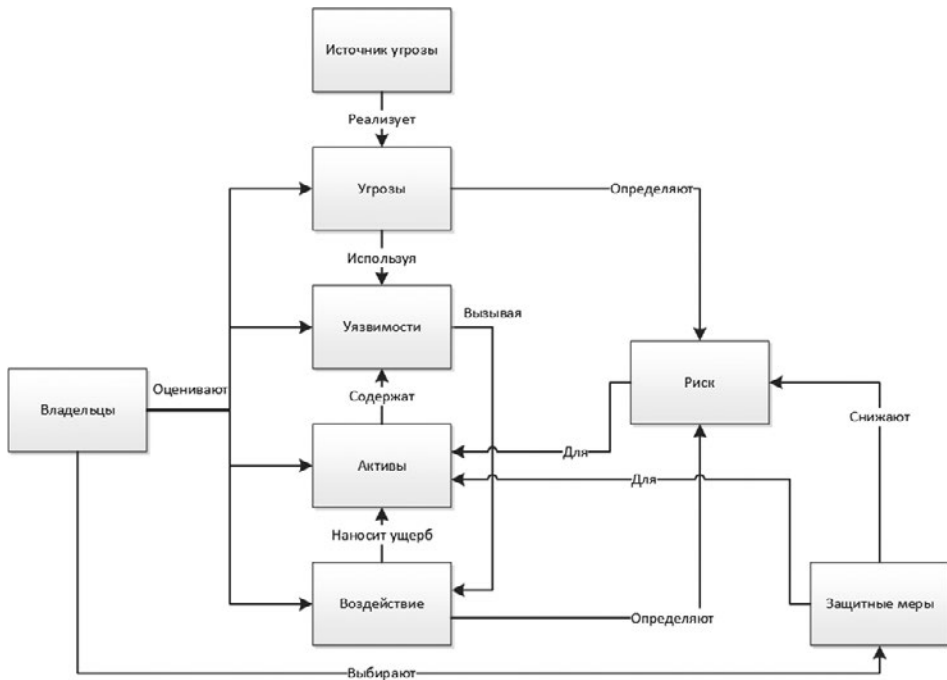 Источник угрозы
Реализует
Угрозы
Определяют
Используя
Уязвимости
Вызывая
Оценивают
Владельцы
Содержат
Риск
Снижают
Для
Активы
Для
Наносит ущерб
Воздействие
Определяют
Защитные меры
Выбирают